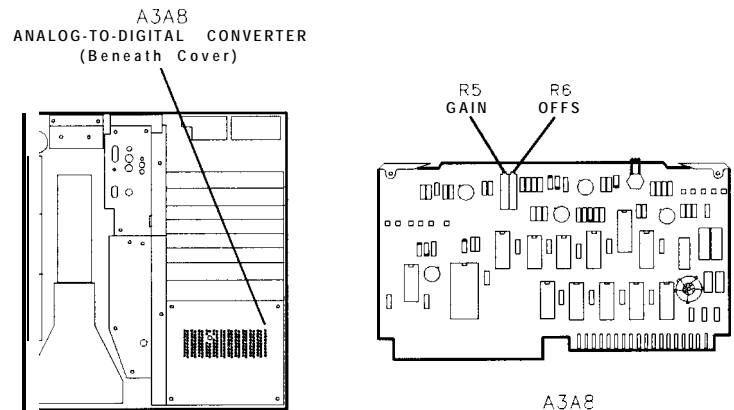 A3A8
ANALOG-TO-DIGITAL CONVERTER
(Beneath Cover)
R5 R6
GAIN OFFS
A3A8